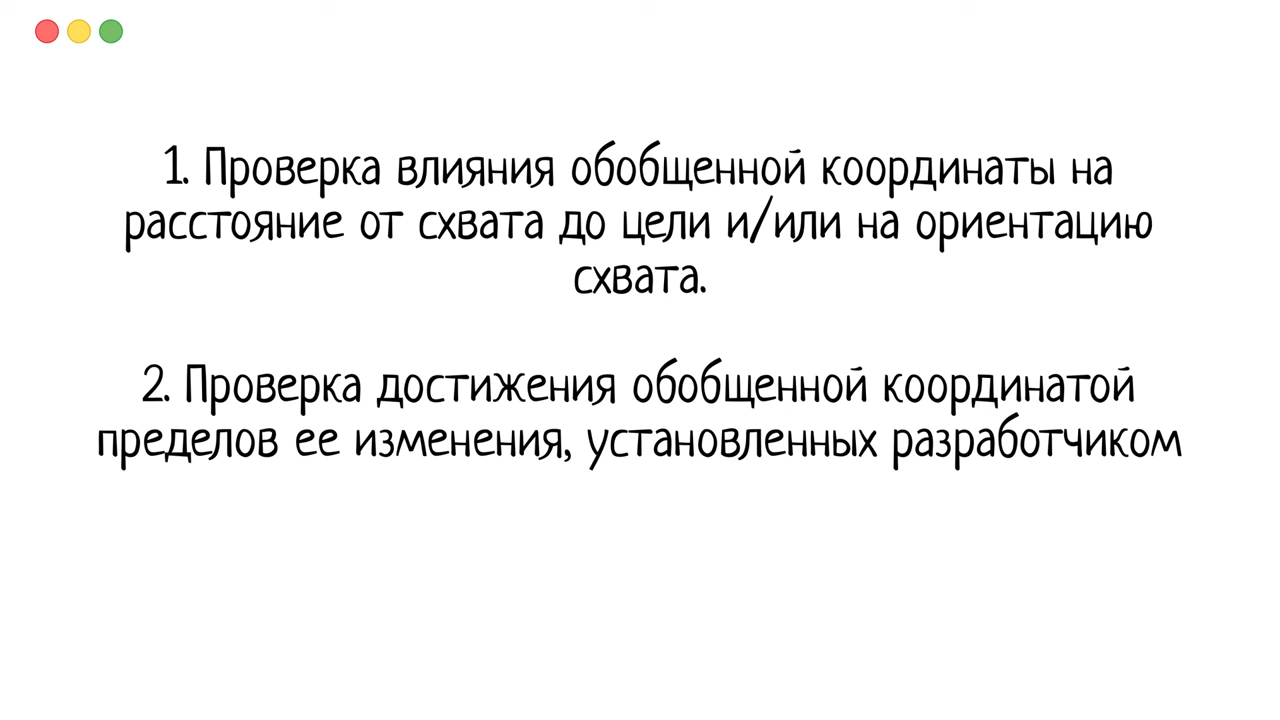 1. Проверка влияния обобщенной координаты на
расстояние от схвата до цели и/или на ориентацию
схвата.
2. Проверка достижения обобщенной координатой
пределов ее изменения, установленных разработчиком